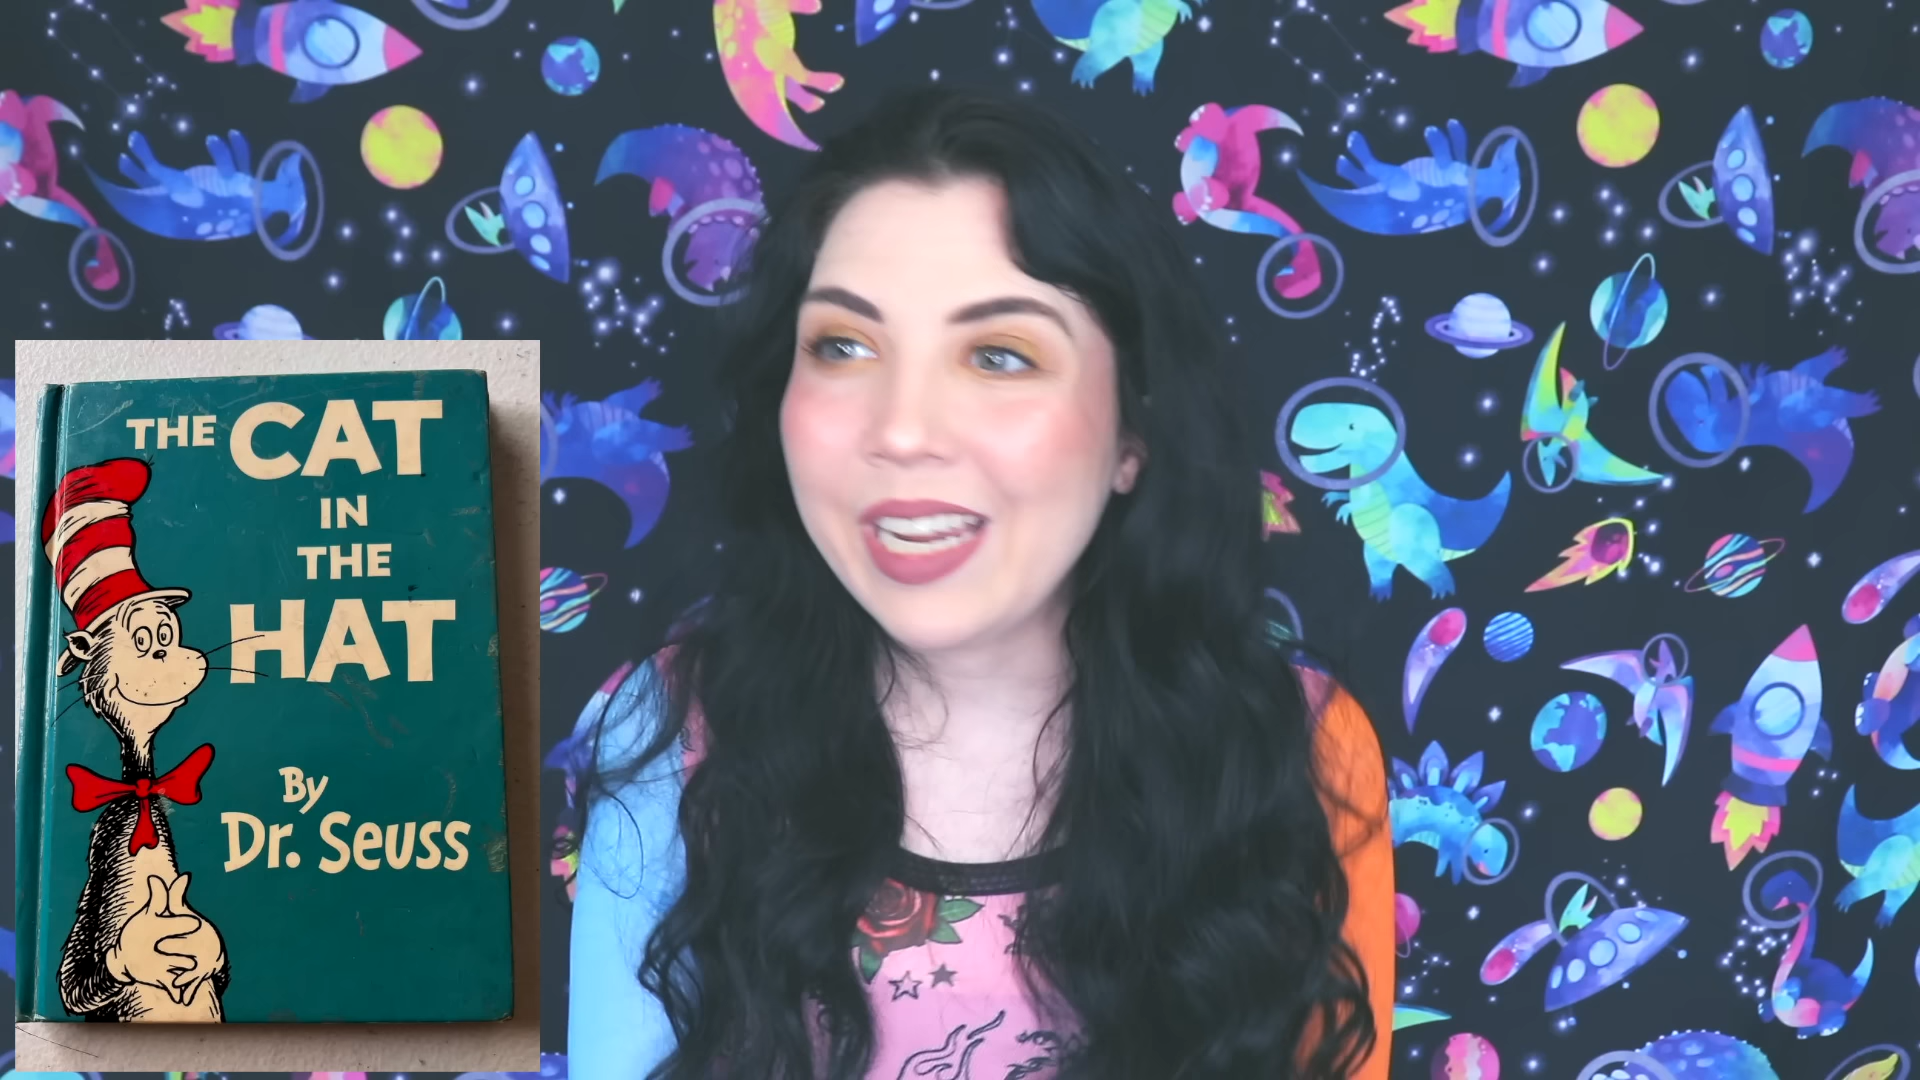 THE CAT
IN
THE
HAT
By
Dr. Seuss